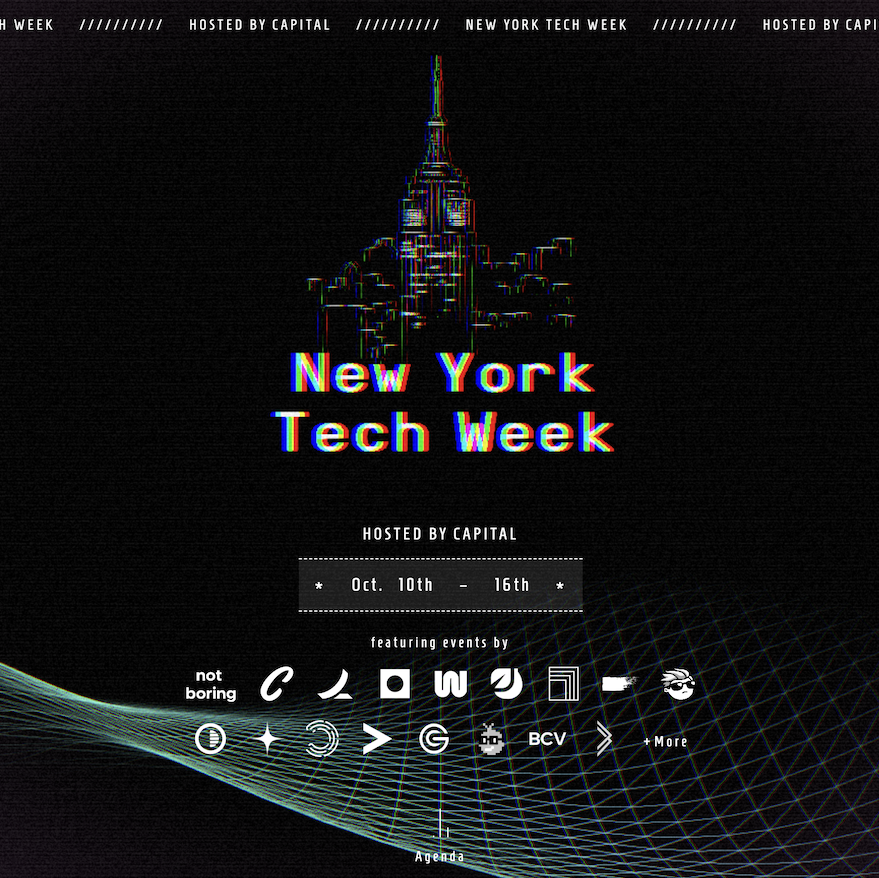 H WEEK ////////// HOSTED BY CAPITAL ////////// NEW YORK TECH WEEK ////////// HOSTED BY CAPI
New York
Tech Week
HOSTED BY CAPITAL
* Oct. 10th – 16th *
featuring events by
not
boring
BCV
+More
Agenda